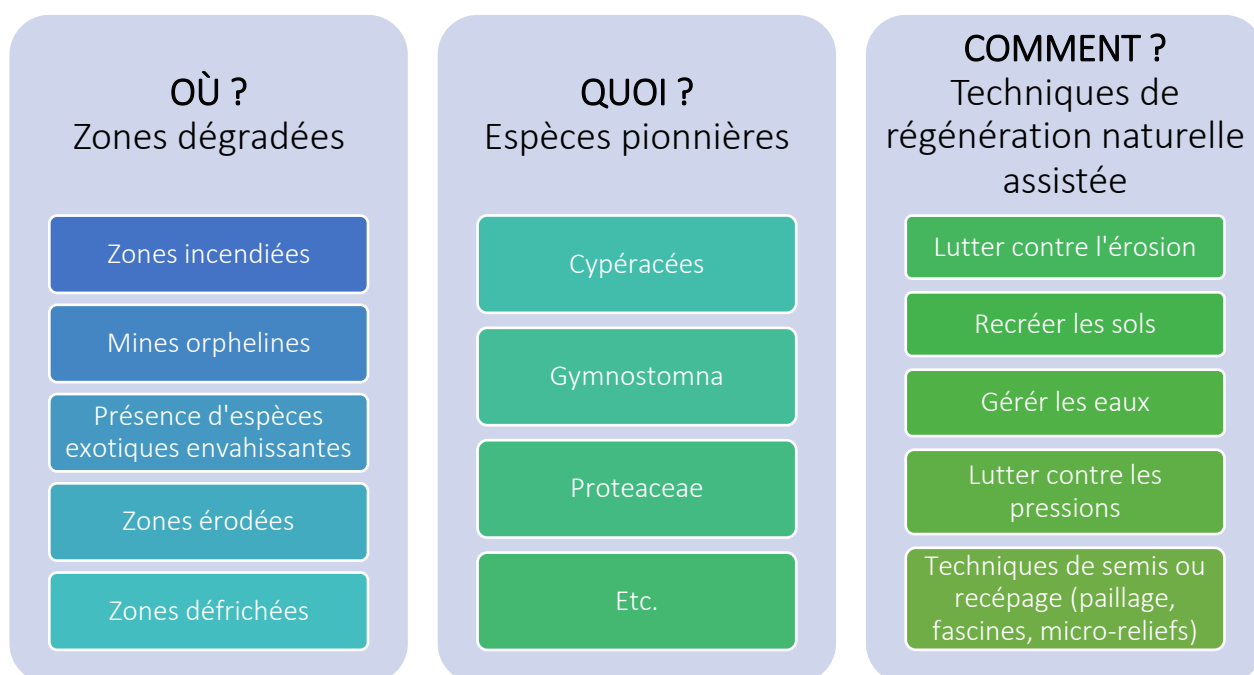 OÙ ?
Zones dégradées
Zones incendiées
Mines orphelines
Présence d'espèces
exotiques envahissantes
Zones érodées
Zones défrichées
QUOI ?
Espèces pionnières
Cypéracées
Gymnostomna
Proteaceae
Etc.
COMMENT ?
Techniques de
régénération naturelle
assistée
Lutter contre l'érosion
Recréer les sols
Gérér les eaux
Lutter contre les
pressions
Techniques de semis ou
recépage (paillage,
fascines, micro-reliefs)